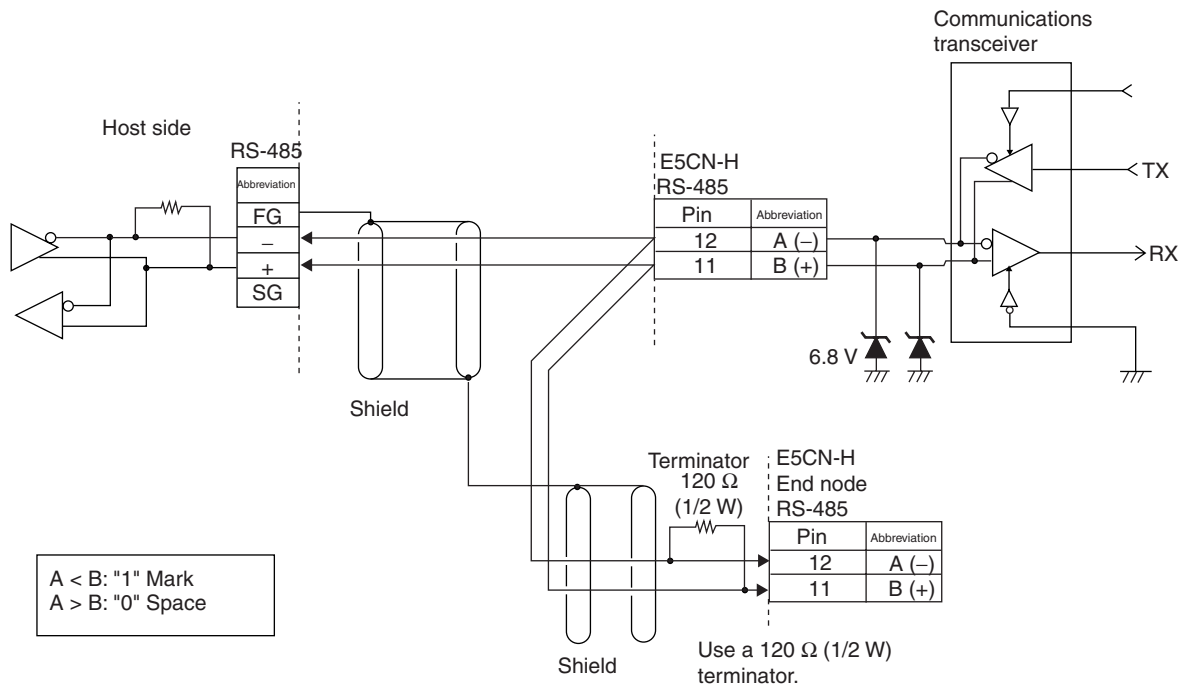 Communications
transceiver
Host side
RS-485
Abbreviation
FG
–
+
SG
Shield
E5CN-H
RS-485
Pin Abbreviation
12 A (–)
11 B (+)
TX
RX
6.8 V
Terminator
120 Ω
(1/2 W)
E5CN-H
End node
RS-485
Pin Abbreviation
12 A (–)
11 B (+)
Shield
Use a 120 Ω (1/2 W)
terminator.
A < B: "1" Mark
A > B: "0" Space